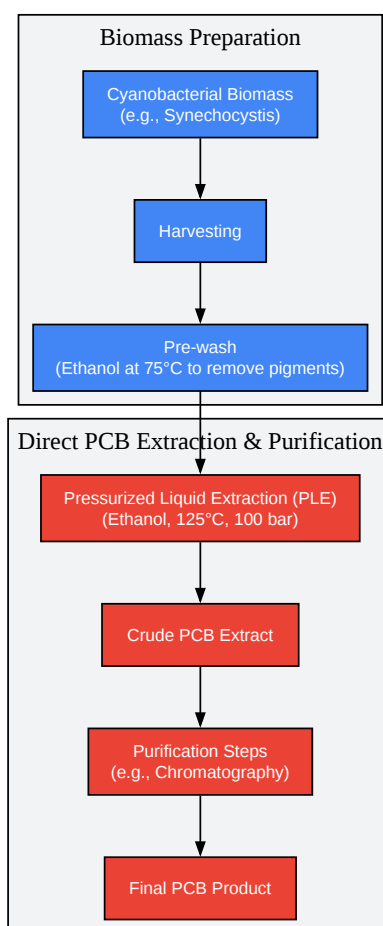 Biomass Preparation
Cyanobacterial Biomass
(e.g., Synechocystis)
Harvesting
Pre-wash
(Ethanol at 75°C to remove pigments)
Direct PCB Extraction & Purification
Pressurized Liquid Extraction (PLE)
(Ethanol, 125°C, 100 bar)
Crude PCB Extract
Purification Steps
(e.g., Chromatography)
Final PCB Product